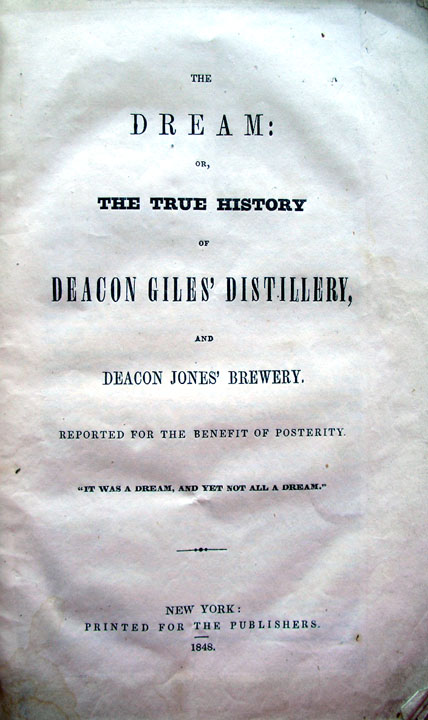 THE
DREAM:
OR,
THE TRUE HISTORY
OF
DEACON GILES' DISTILLERY,
AND
DEACON JONES' BREWERY.
REPORTED FOR THE BENEFIT OF POSTERITY.
"IT WAS A DREAM, AND YET NOT ALL A DREAM."
NEW YORK:
PRINTED FOR THE PUBLISHERS.
1848.